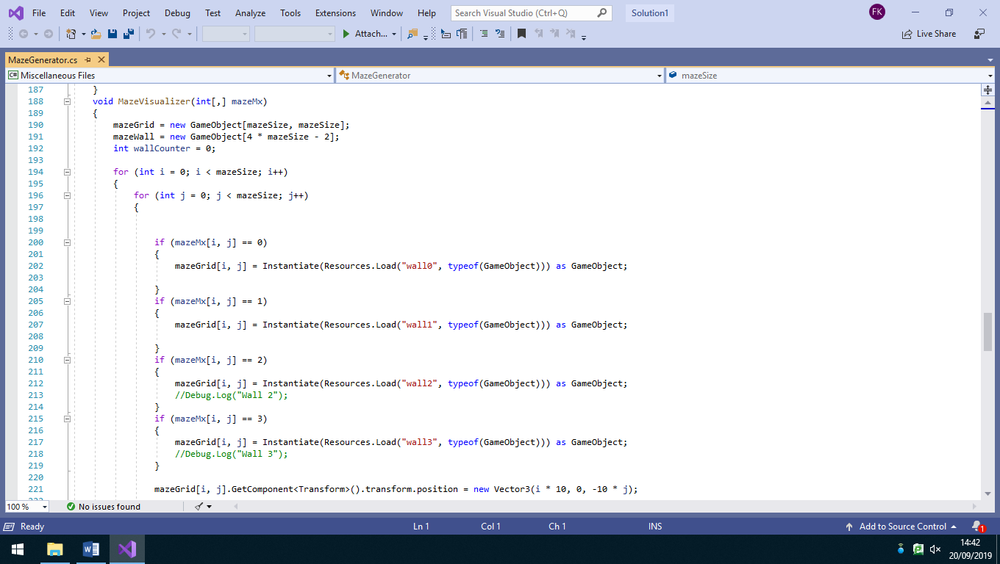 File Edit View Project Debug Test Analyze Tools Extensions Window Help Search Visual Studio (Ctrl+Q) Solution1 FK
Attach... Live Share
MazeGenerator.cs
C# Miscellaneous Files MazeGenerator mazeSize
187 }
188 void MazeVisualizer(int[,] mazeMx)
189 {
190 mazeGrid = new GameObject[mazeSize, mazeSize];
191 mazeWall = new GameObject[4 * mazeSize - 2];
192 int wallCounter = 0;
193
194 for (int i = 0; i < mazeSize; i++)
195 {
196 for (int j = 0; j < mazeSize; j++)
197 {
198
199
200 if (mazeMx[i, j] == 0)
201 {
202 mazeGrid[i, j] = Instantiate(Resources.Load("wall0", typeof(GameObject))) as GameObject;
203
204 }
205 if (mazeMx[i, j] == 1)
206 {
207 mazeGrid[i, j] = Instantiate(Resources.Load("wall1", typeof(GameObject))) as GameObject;
208
209 }
210 if (mazeMx[i, j] == 2)
211 {
212 mazeGrid[i, j] = Instantiate(Resources.Load("wall2", typeof(GameObject))) as GameObject;
213 //Debug.Log("Wall 2");
214 }
215 if (mazeMx[i, j] == 3)
216 {
217 mazeGrid[i, j] = Instantiate(Resources.Load("wall3", typeof(GameObject))) as GameObject;
218 //Debug.Log("Wall 3");
219 }
220
221 mazeGrid[i, j].GetComponent<Transform>().transform.position = new Vector3(i * 10, 0, -10 * j);
100 % No issues found
Ready Ln 1 Col 1 Ch 1 INS Add to Source Control 1
14:42
20/09/2019